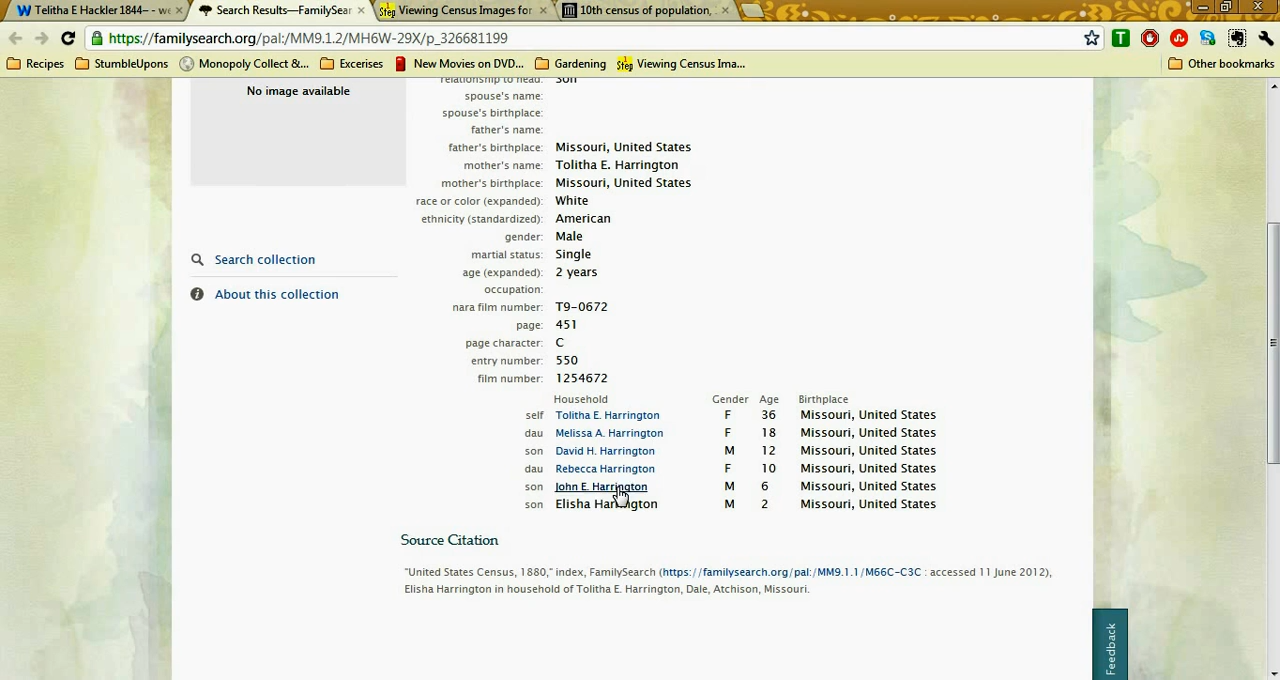 Telitha E Hackler 1844– - we
Search Results—FamilySear
Step Viewing Census Images for
10th census of population,
https://familysearch.org/pal:/MM9.1.2/MH6W-29X/p_326681199
Recipes StumbleUpons Monopoly Collect &... Excerises New Movies on DVD... Gardening Step Viewing Census Ima... Other bookmarks
No image available
relationship to head: Son
spouse's name:
spouse's birthplace:
father's name:
father's birthplace: Missouri, United States
mother's name: Tolitha E. Harrington
mother's birthplace: Missouri, United States
race or color (expanded): White
ethnicity (standardized): American
gender: Male
martial status: Single
age (expanded): 2 years
occupation:
nara film number: T9-0672
page: 451
page character: C
entry number: 550
film number: 1254672
Search collection
About this collection
Household Gender Age Birthplace
self Tolitha E. Harrington F 36 Missouri, United States
dau Melissa A. Harrington F 18 Missouri, United States
son David H. Harrington M 12 Missouri, United States
dau Rebecca Harrington F 10 Missouri, United States
son John E. Harrington M 6 Missouri, United States
son Elisha Harrington M 2 Missouri, United States
Source Citation
"United States Census, 1880," index, FamilySearch (https://familysearch.org/pal:/MM9.1.1/M66C-C3C : accessed 11 June 2012),
Elisha Harrington in household of Tolitha E. Harrington, Dale, Atchison, Missouri.
Feedback